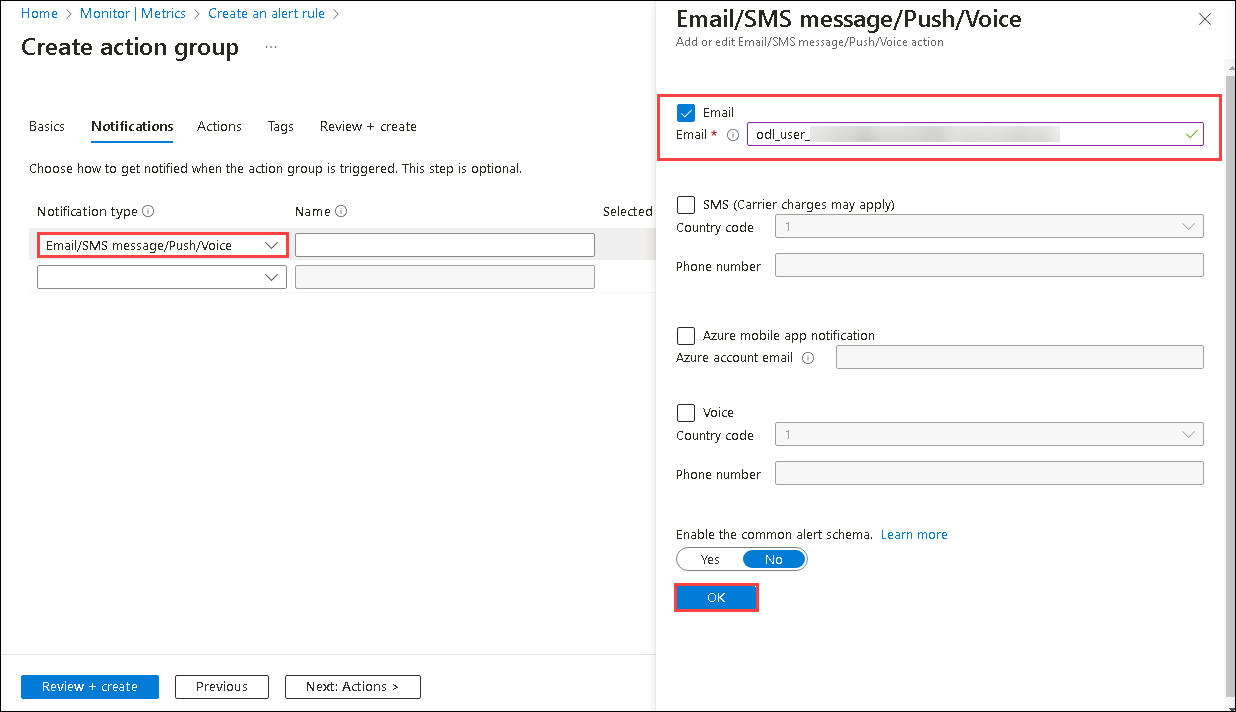 Home > Monitor | Metrics > Create an alert rule >
Create action group ...
Basics Notifications Actions Tags Review + create
Choose how to get notified when the action group is triggered. This step is optional.
Notification type Name Selected
Email/SMS message/Push/Voice
Review + create Previous Next: Actions >
Email/SMS message/Push/Voice
Add or edit Email/SMS message/Push/Voice action
Email
Email * odl_user_
SMS (Carrier charges may apply)
Country code 1
Phone number
Azure mobile app notification
Azure account email
Voice
Country code 1
Phone number
Enable the common alert schema. Learn more
Yes No
OK